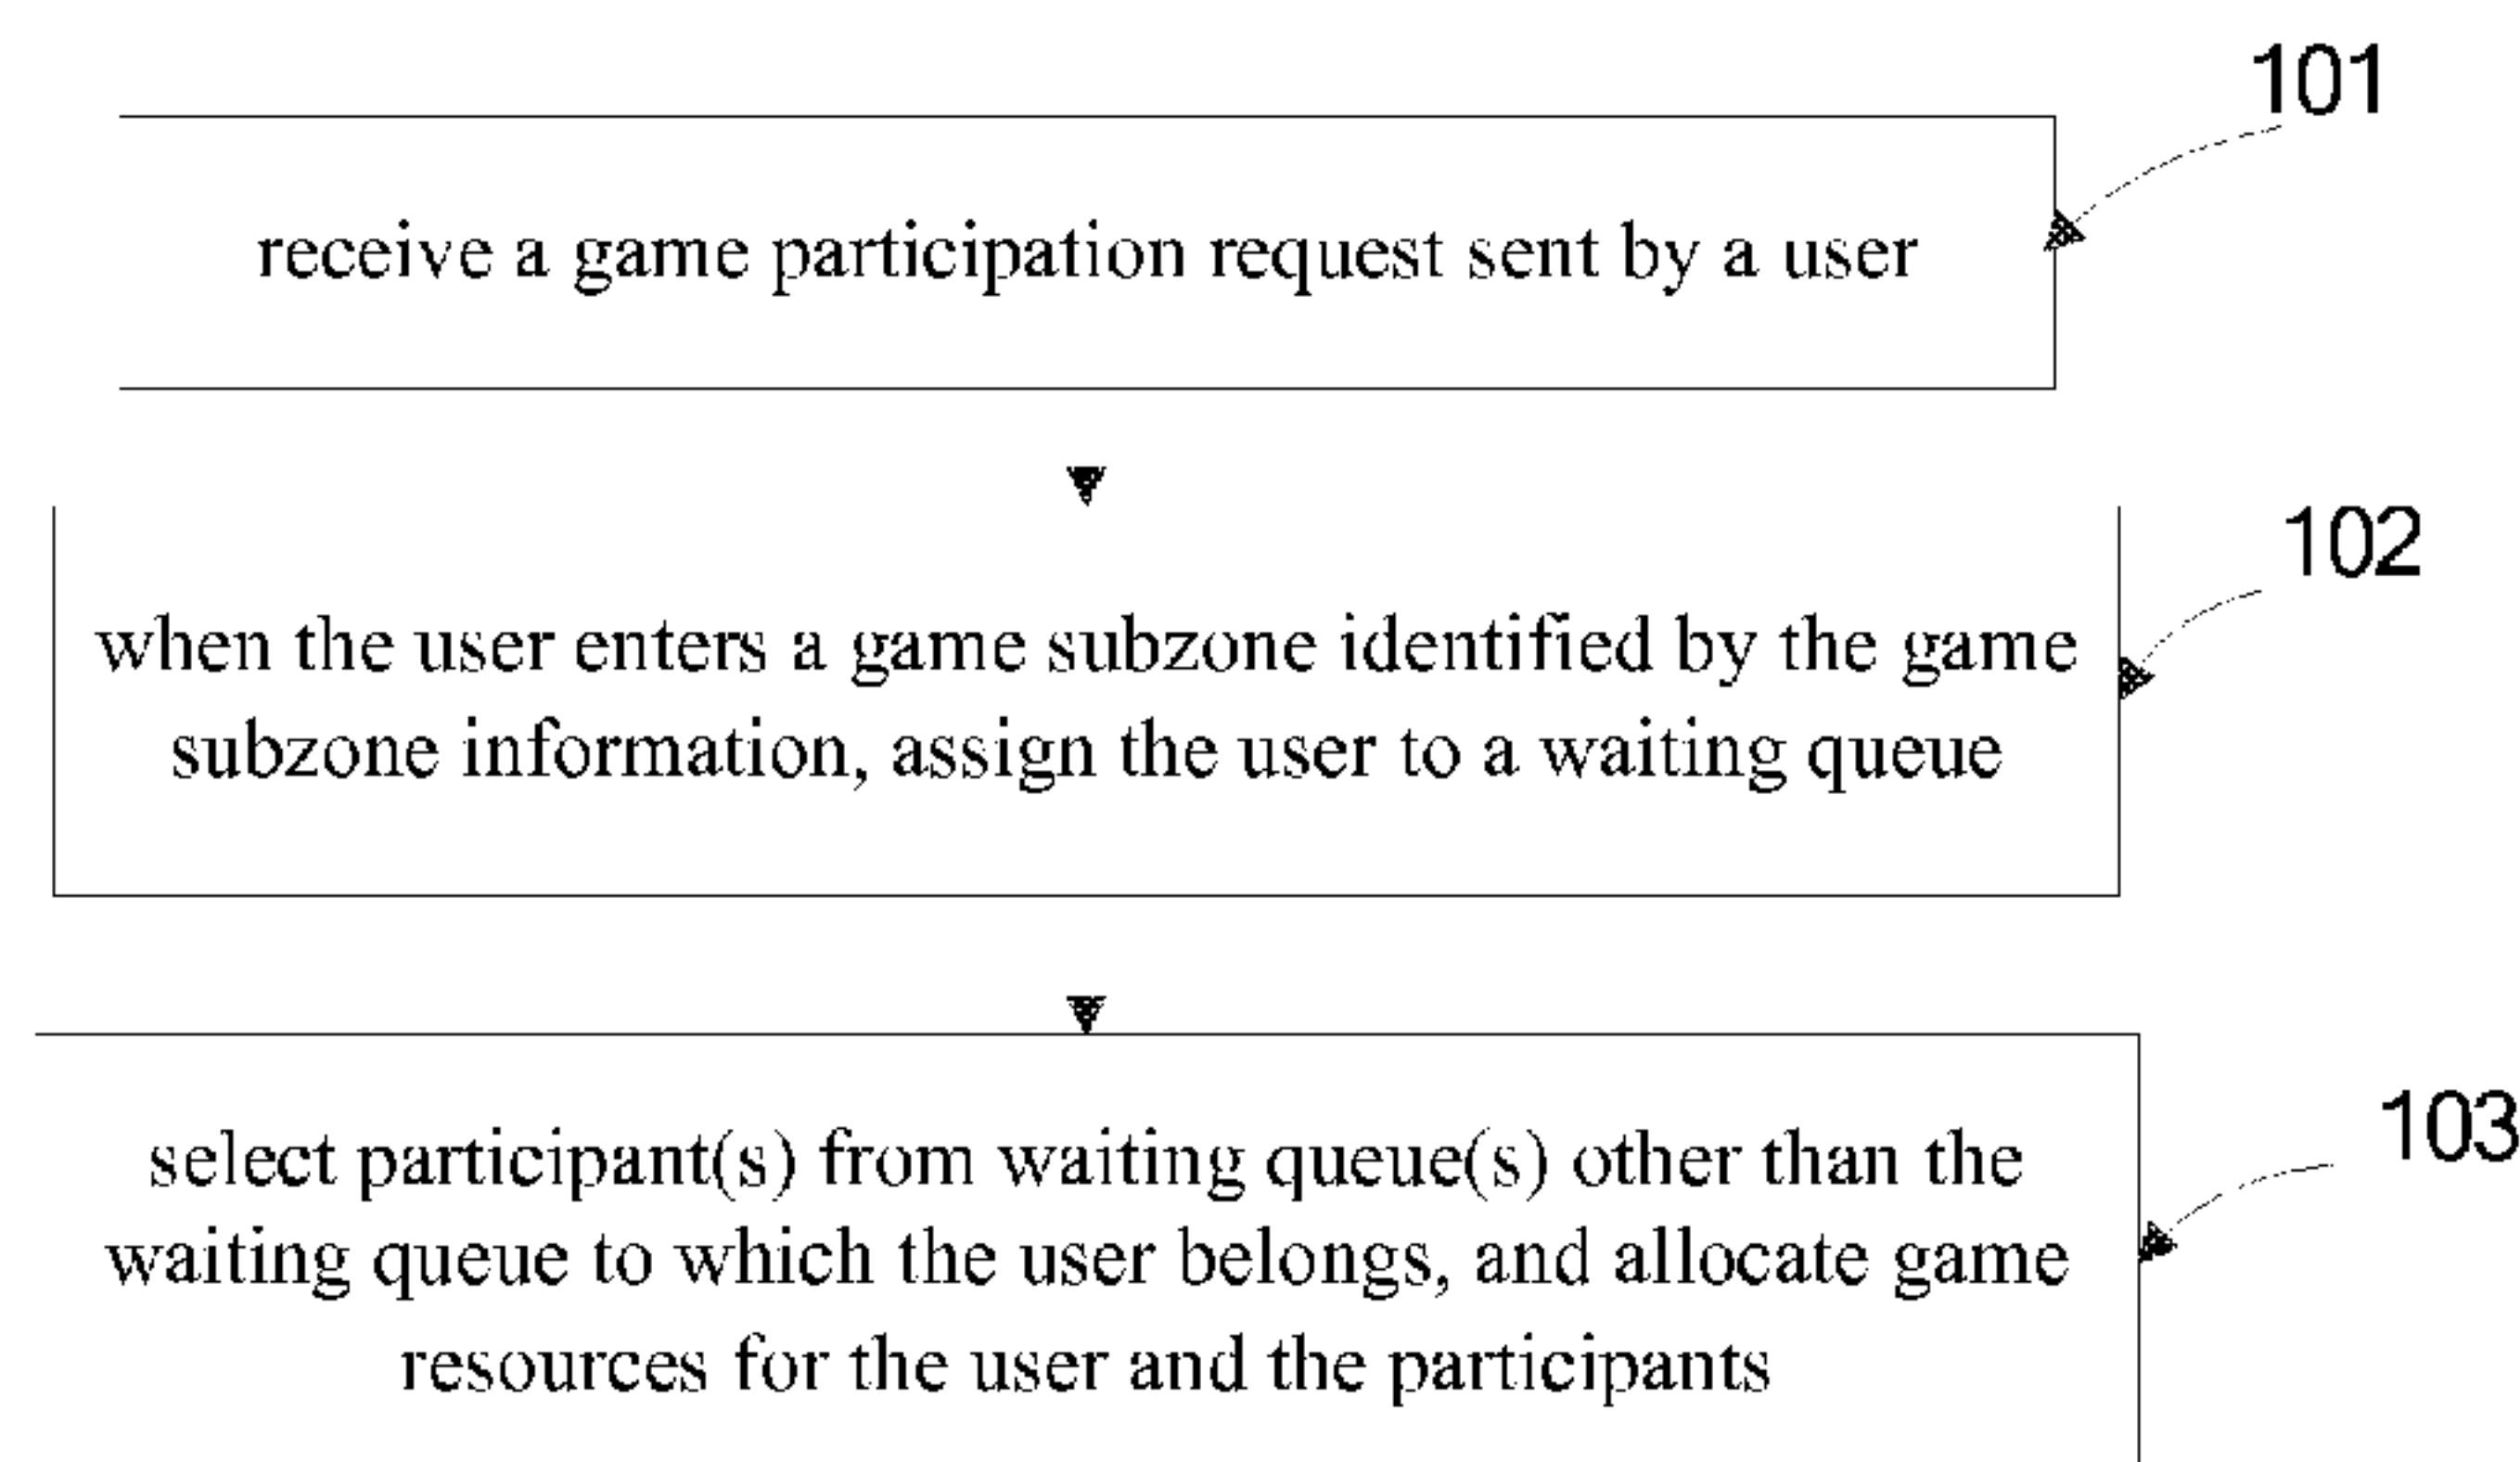 101
receive a game participation request sent by a user
102
when the user enters a game subzone identified by the game
subzone information, assign the user to a waiting queue
103
select participant(s) from waiting queue(s) other than the
waiting queue to which the user belongs, and allocate game
resources for the user and the participants